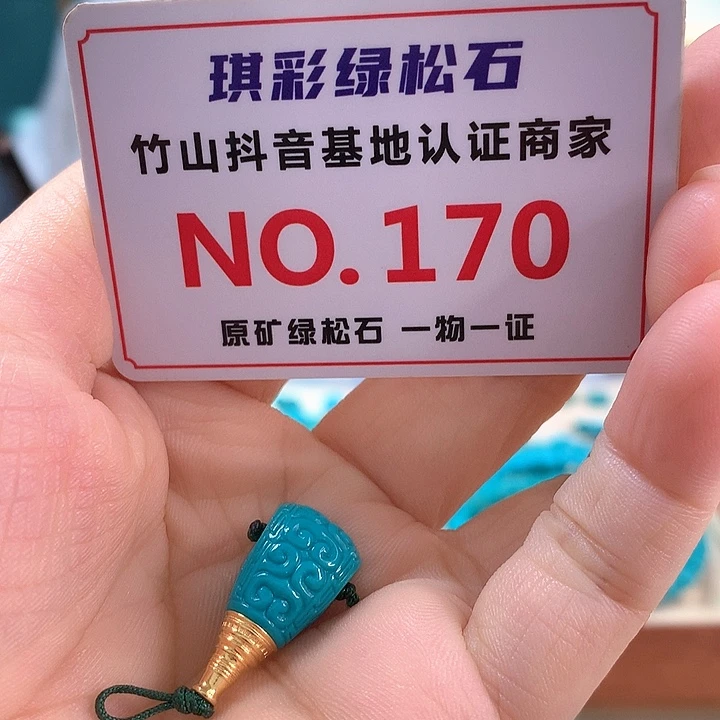 琪彩绿松石
竹山抖音基地认证商家
NO.170
原矿绿松石 一物一证